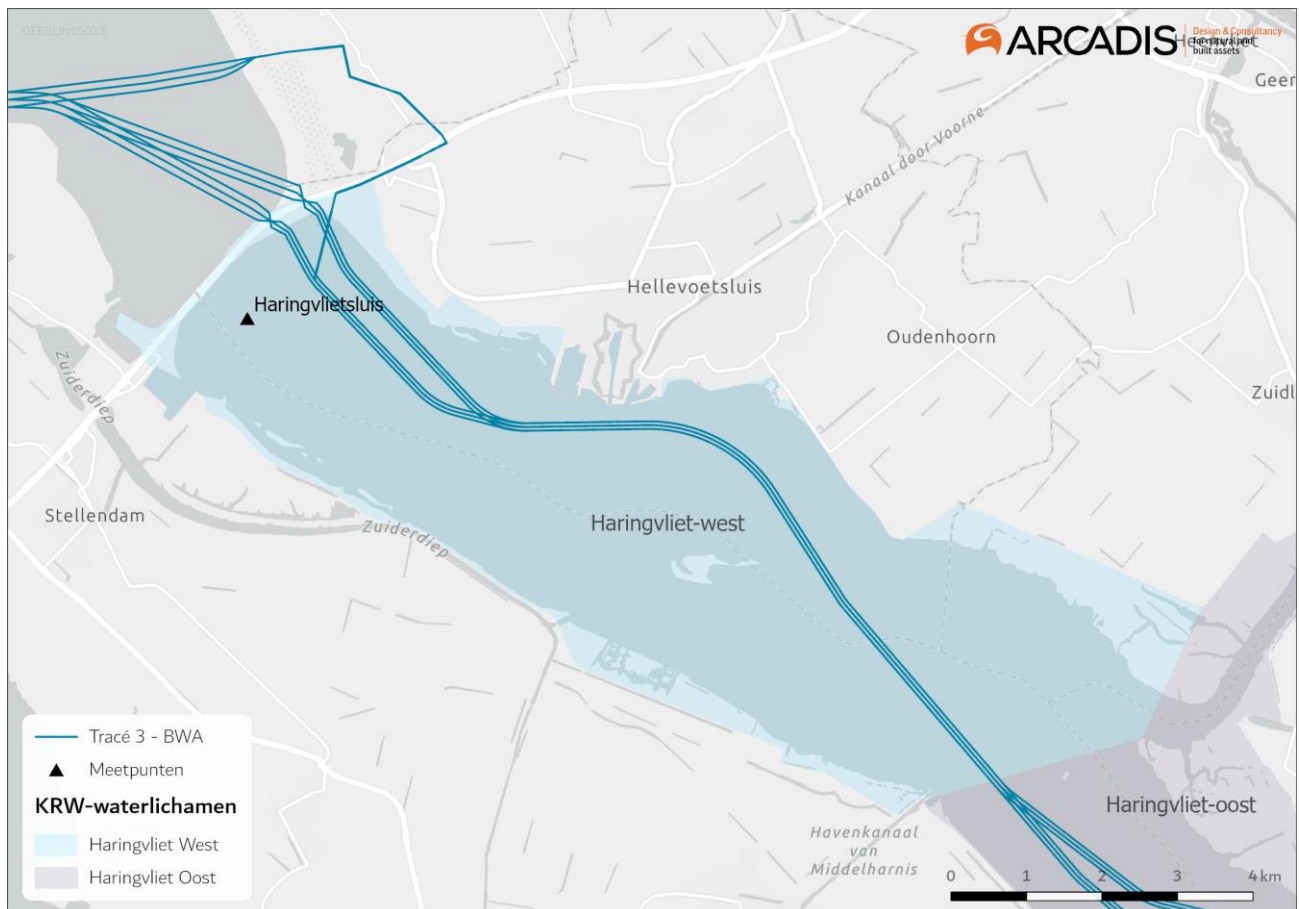 GEERLINLS033
ARCADIS
Design & Consultancy
for natural and
built assets
Heenvliet
Geer
Kanaal door Voorne
Hellevoetsluis
Haringvlietsluis
Oudenhoorn
Zuiderdiep
Zuidl
Stellendam
Zuiderdiep
Haringvliet-west
Haringvliet-oost
Tracé 3 - BWA
Meetpunten
KRW-waterlichamen
Haringvliet West
Haringvliet Oost
Havenkanaal
van
Middelharnis
0 1 2 3 4 km